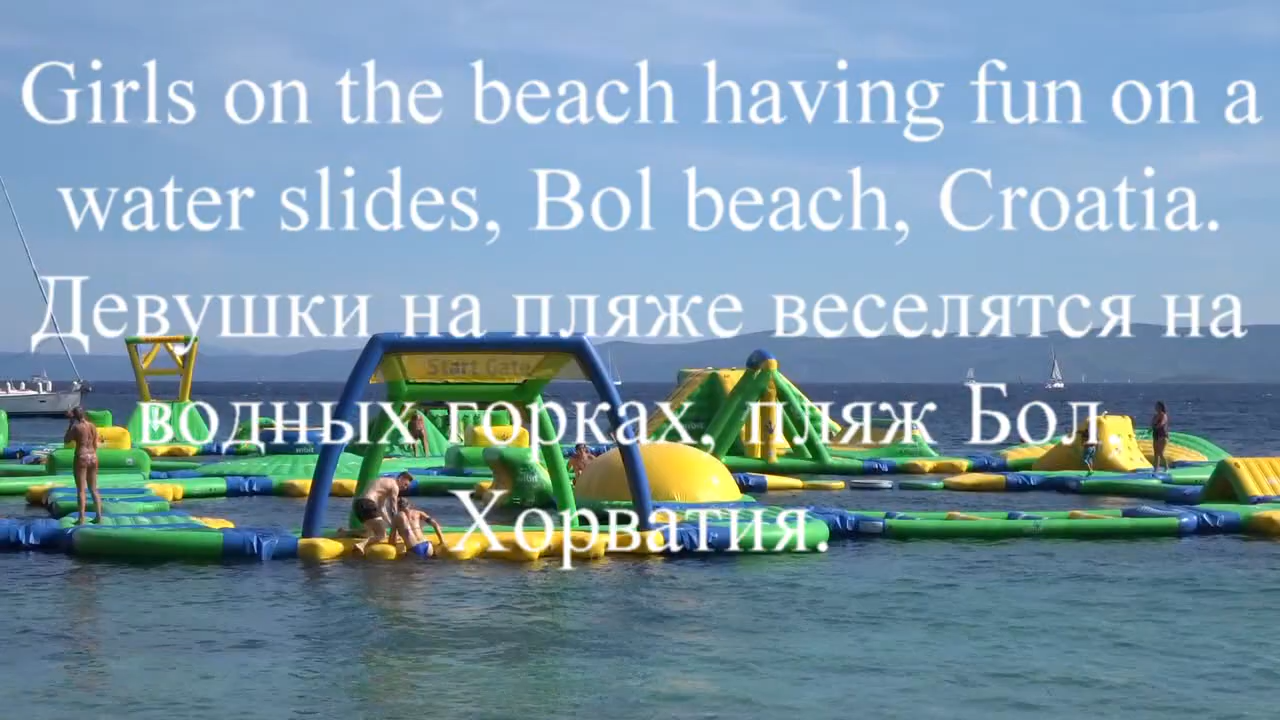 Girls on the beach having fun on a
water slides, Bol beach, Croatia.
Девушки на пляже веселятся на
водных горках, пляж Бол.
Хорватия.
Start Gate